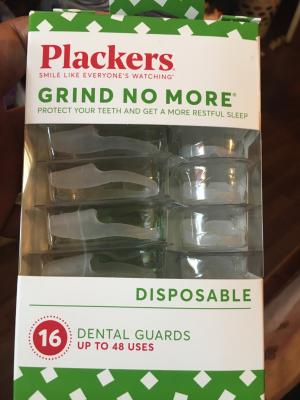 Plackers
SMILE LIKE EVERYONE'S WATCHING
GRIND NO MORE®
PROTECT YOUR TEETH AND GET A MORE RESTFUL SLEEP
DISPOSABLE
16
DENTAL GUARDS
UP TO 48 USES